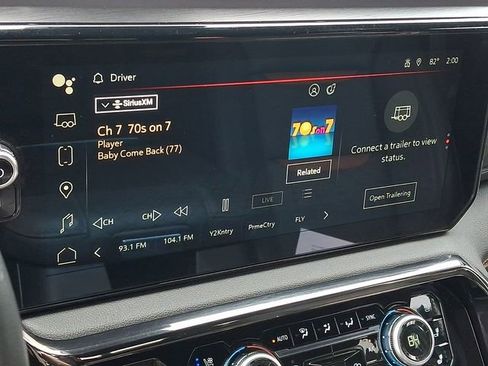 Driver
82° 2:00
SiriusXM
Ch 7 70s on 7
Player
Baby Come Back (77)
70s on 7
Related
Connect a trailer to view
status.
Open Trailering
CH CH LIVE
93.1 FM 104.1 FM Y2Kntry PrmeCtry FLY
AUTO SYNC